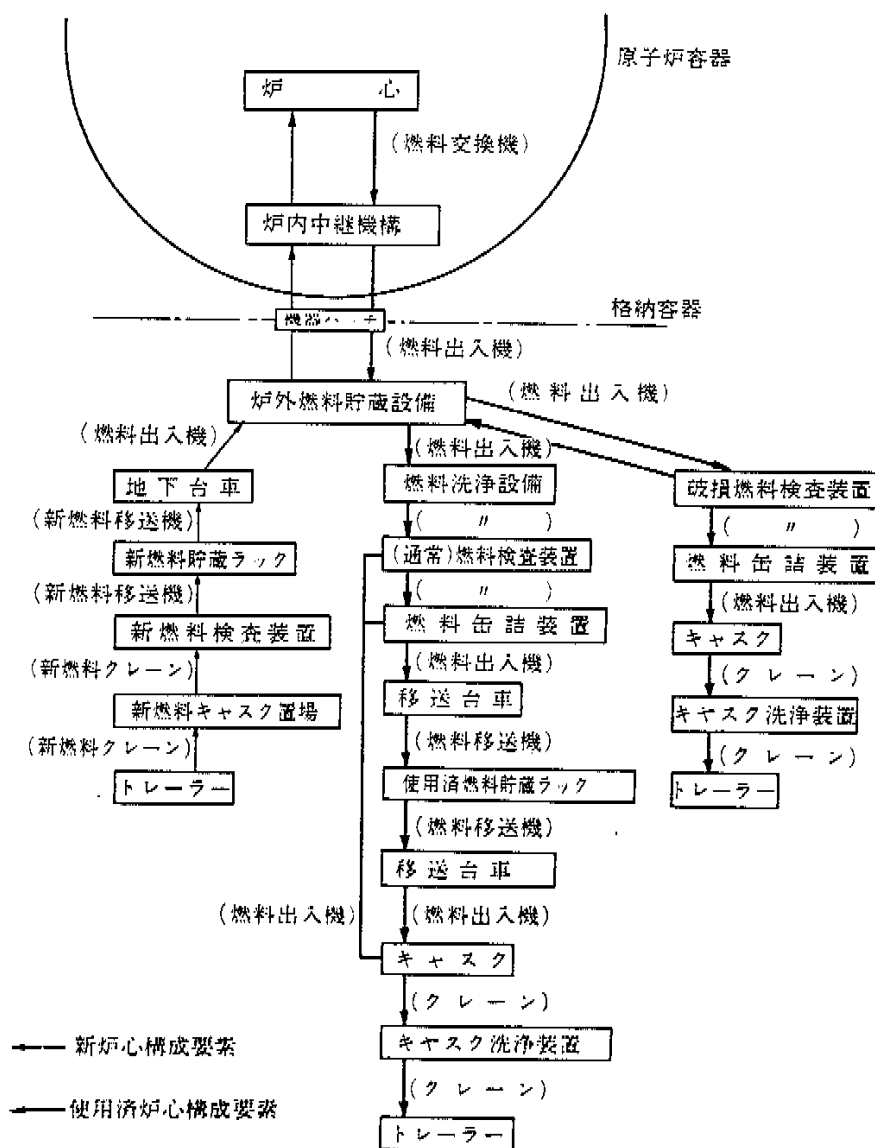 原子炉容器
炉 心
(燃料交換機)
炉内中継機構
格納容器
機器ハッチ
(燃料出入機)
(燃料出入機)
炉外燃料貯蔵設備
(燃料出入機)
(燃料出入機)
地下台車
燃料洗浄設備
破損燃料検査装置
(新燃料移送機)
( 〃 )
( 〃 )
新燃料貯蔵ラック
(通常)燃料検査装置
燃料缶詰装置
(新燃料移送機)
( 〃 )
(燃料出入機)
新燃料検査装置
燃料缶詰装置
キャスク
(新燃料クレーン)
(燃料出入機)
(クレーン)
新燃料キャスク置場
移送台車
キャスク洗浄装置
(新燃料クレーン)
(燃料移送機)
(クレーン)
トレーラー
使用済燃料貯蔵ラック
トレーラー
(燃料移送機)
移送台車
(燃料出入機)
(燃料出入機)
キャスク
(クレーン)
新炉心構成要素
キャスク洗浄装置
(クレーン)
使用済炉心構成要素
トレーラー